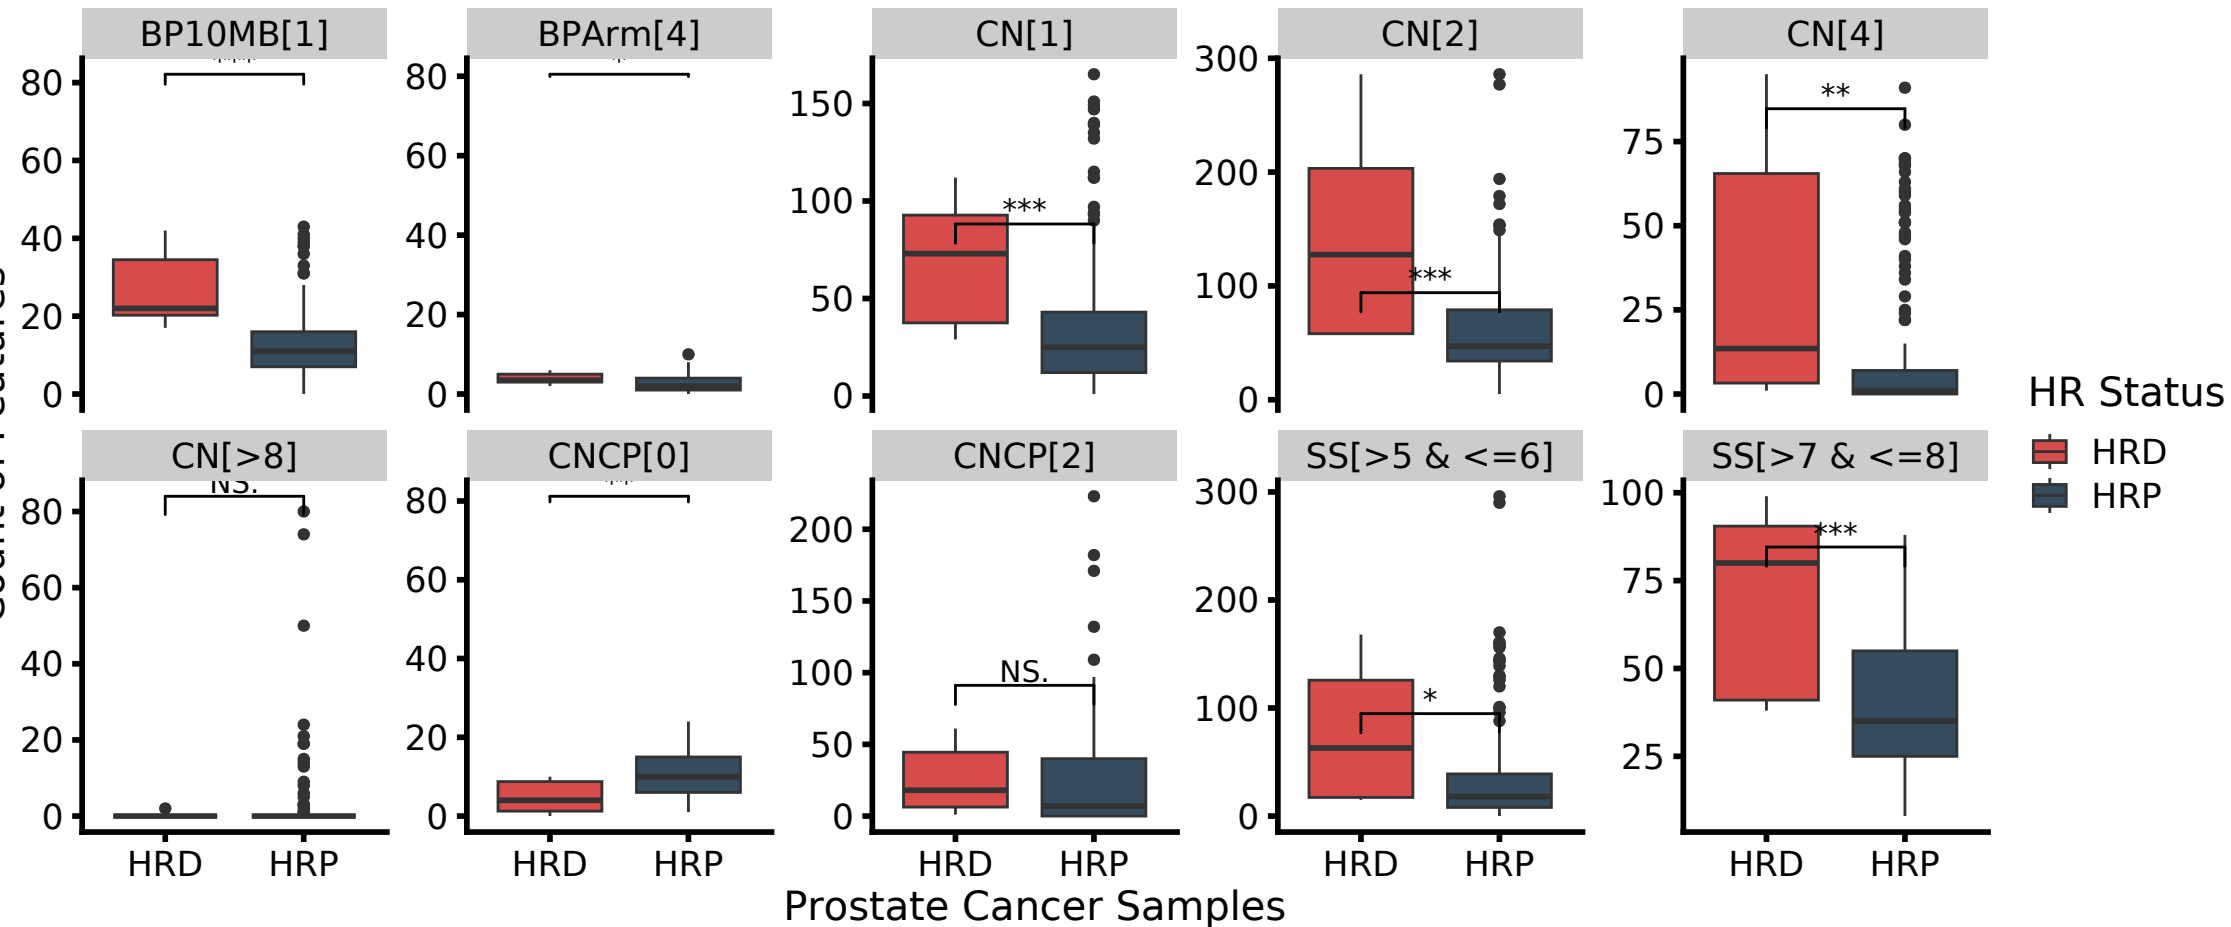 BP10MB[1] BPArm[4] CN[1] CN[2] CN[4]
80 60 40 20 0
80 60 40 20 0
150 100 50 0
*** 
300 200 100 0
***
75 50 25 0
**
CN[>8] CNCP[0] CNCP[2] SS[>5 & <=6] SS[>7 & <=8]
80 60 40 20 0
NS.
80 60 40 20 0
200 150 100 50 0
NS.
300 200 100 0
*
100 75 50 25
***
HRD HRP HRD HRP HRD HRP HRD HRP HRD HRP
Prostate Cancer Samples
HR Status
HRD
HRP